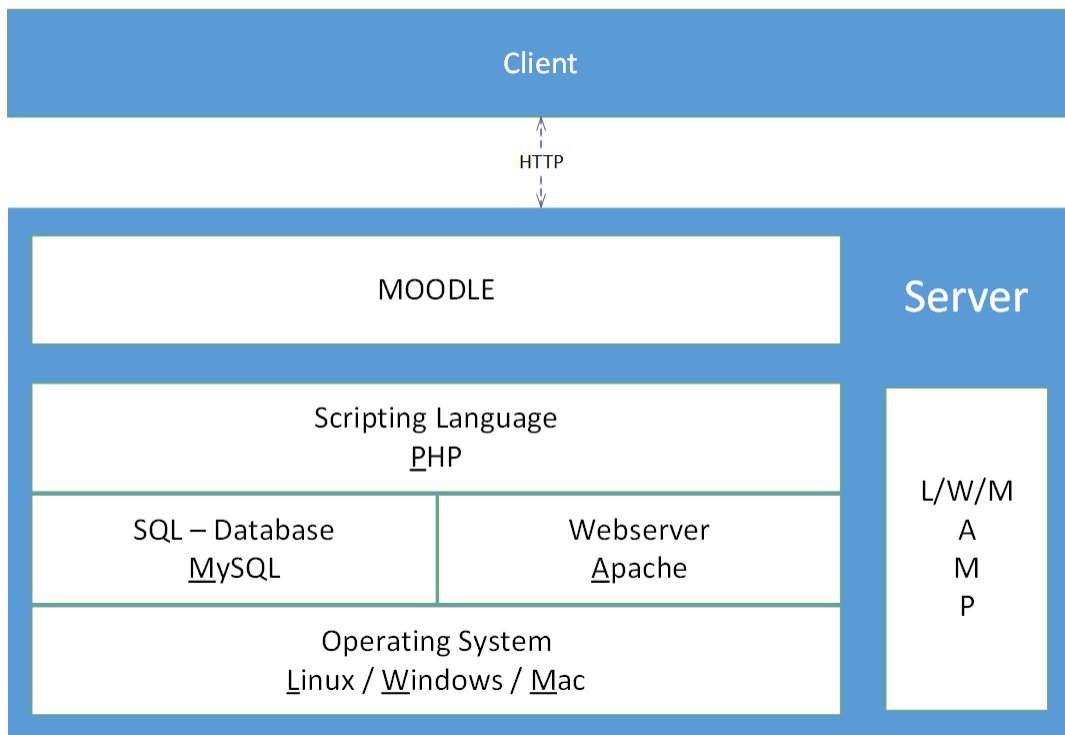 Client
HTTP
MOODLE
Server
Scripting Language
PHP
SQL – Database
MySQL
Webserver
Apache
Operating System
Linux / Windows / Mac
L/W/M
A
M
P